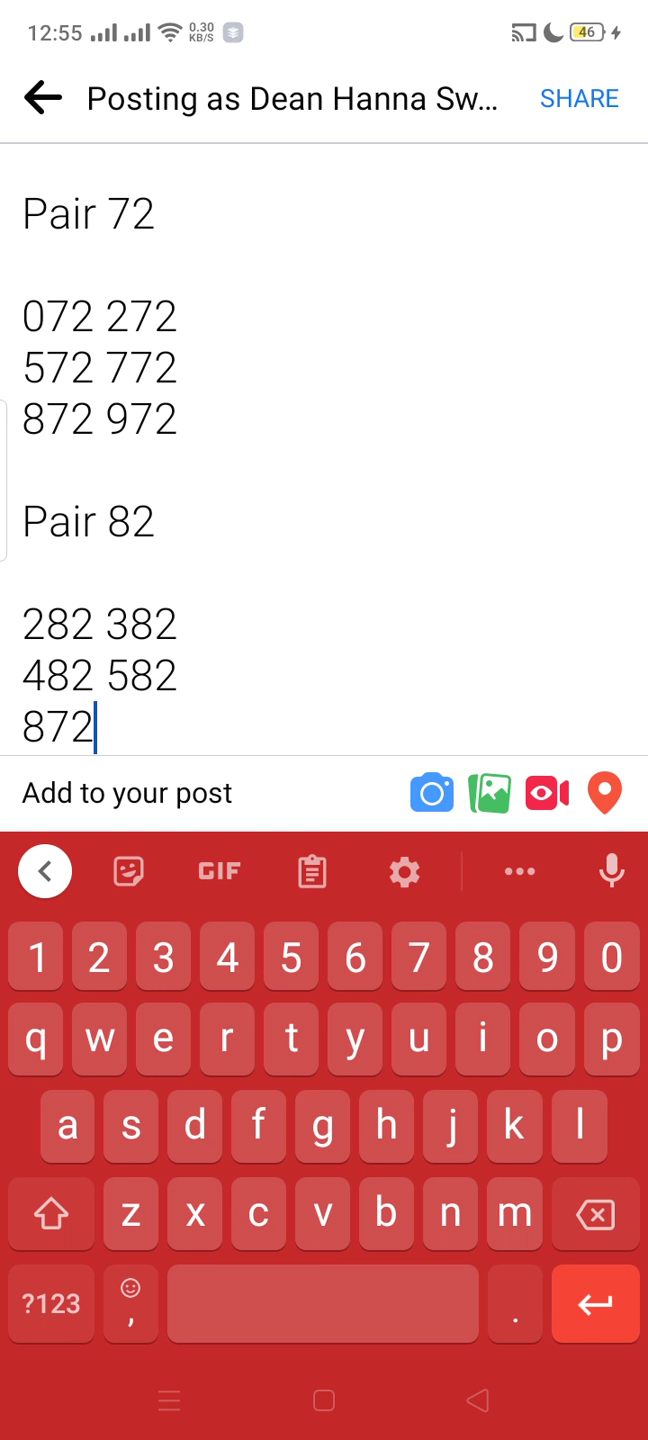 12:55
0.30
KB/S
46
Posting as Dean Hanna Sw...
SHARE
Pair 72
072 272
572 772
872 972
Pair 82
282 382
482 582
872
Add to your post
GIF
1 2 3 4 5 6 7 8 9 0
q w e r t y u i o p
a s d f g h j k l
z x c v b n m
?123 , .